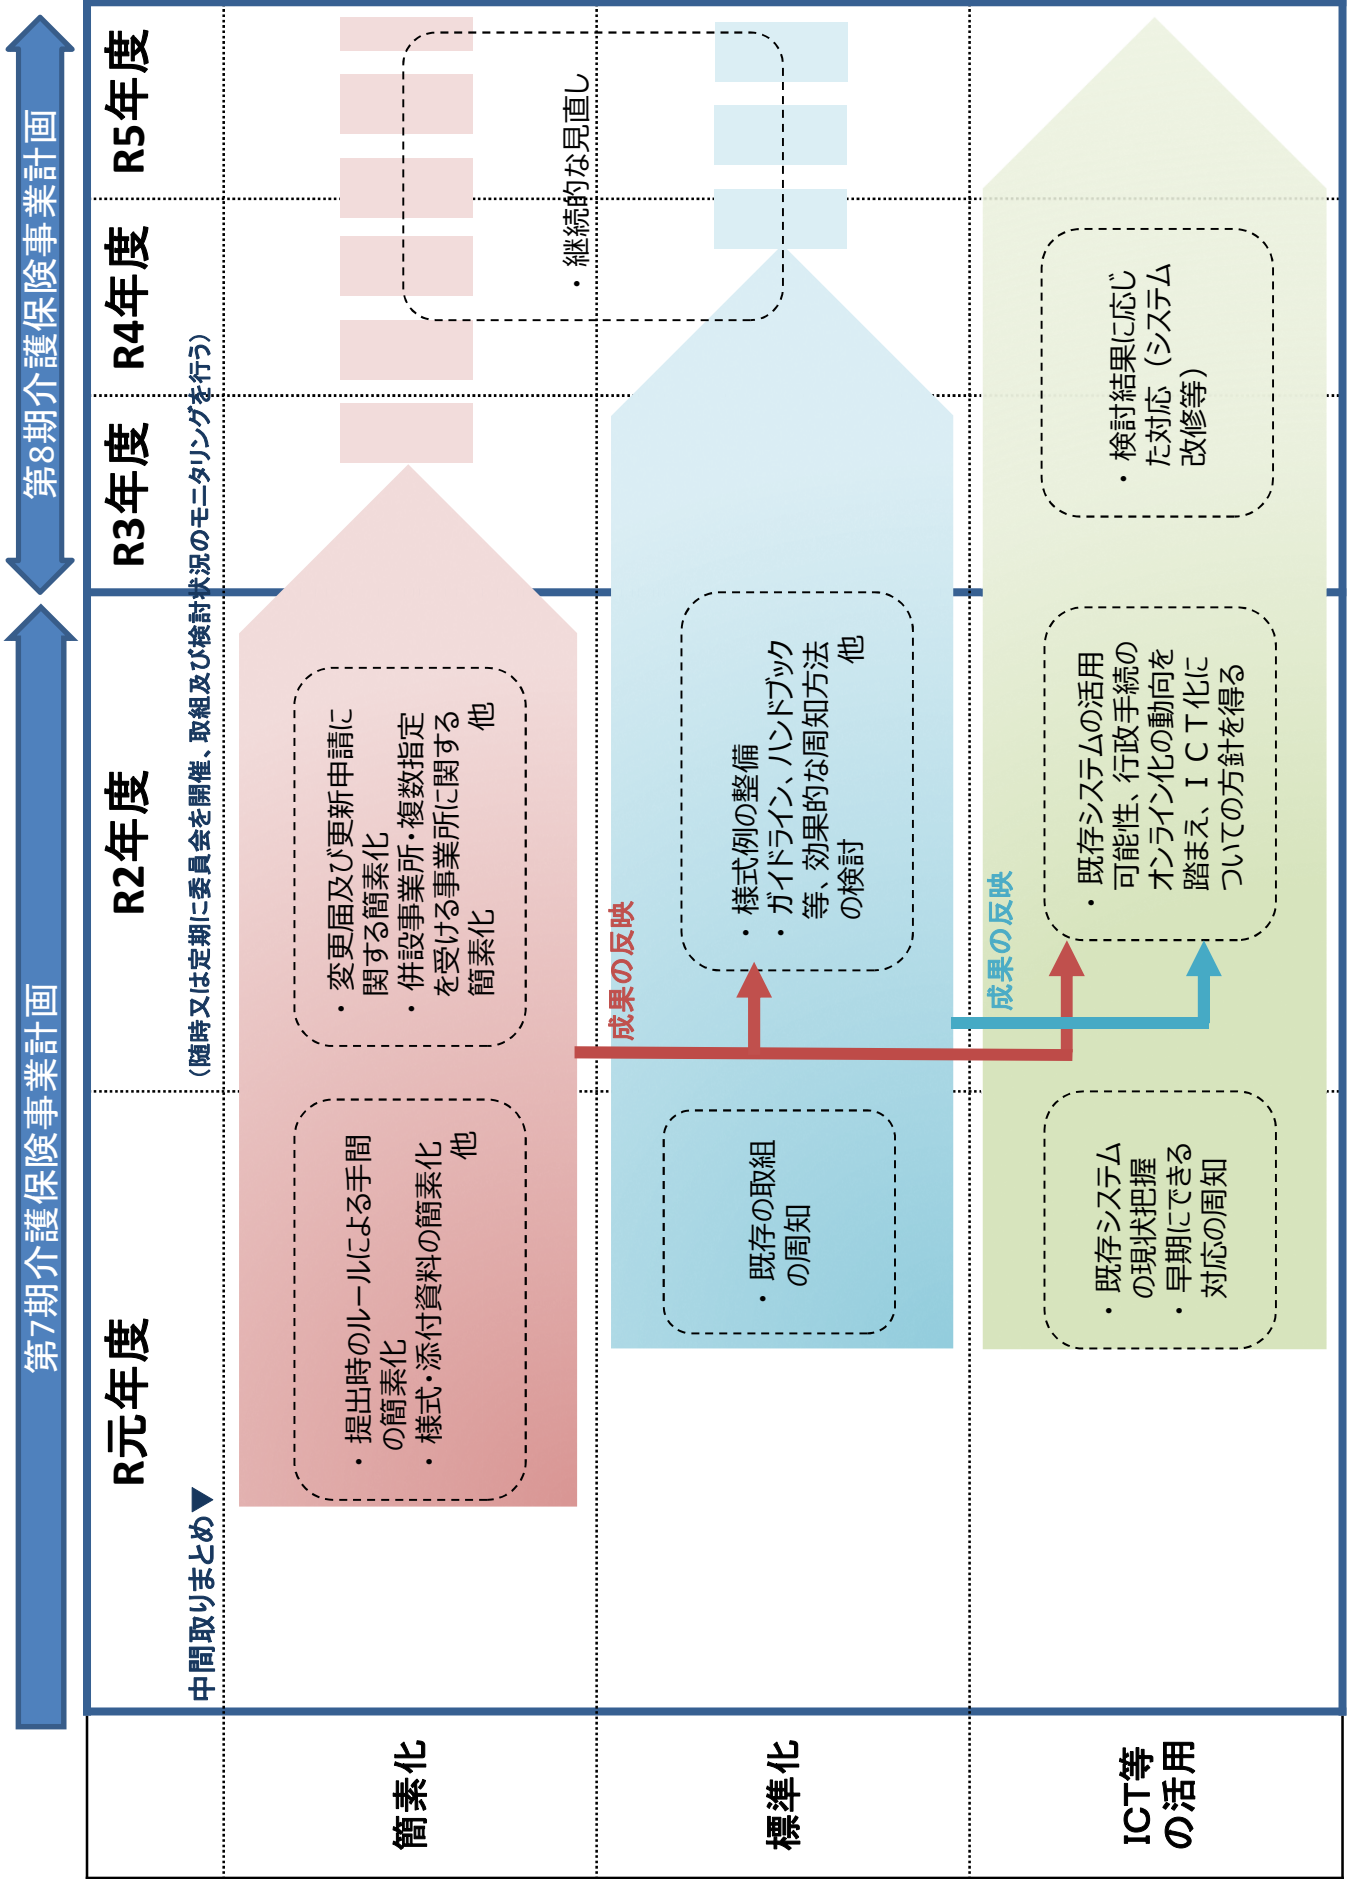 第7期介護保険事業計画
第8期介護保険事業計画
R元年度
R2年度
R3年度
R4年度
R5年度
中間取りまとめ▼
（随時又は定期に委員会を開催、取組及び検討状況のモニタリングを行う）
簡素化
・提出時のルールによる手間
の簡素化
・様式・添付資料の簡素化
他
・変更届及び更新申請に
関する簡素化
・併設事業所・複数指定
を受ける事業所に関する
簡素化　他
・継続的な見直し
成果の反映
標準化
・既存の取組
の周知
・様式例の整備
・ガイドライン、ハンドブック
等、効果的な周知方法
の検討　他
成果の反映
ICT等
の活用
・既存システム
の現状把握
・早期にできる
対応の周知
・既存システムの活用
可能性、行政手続の
オンライン化の動向を
踏まえ、ＩＣＴ化に
ついての方針を得る
・検討結果に応じ
た対応（システム
改修等）